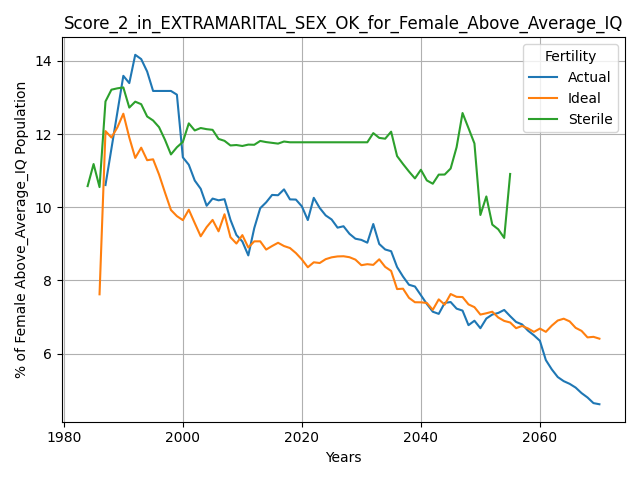 Score_2_in_EXTRAMARITAL_SEX_OK_for_Female_Above_Average_IQ
% of Female Above_Average_IQ Population
14
12
10
8
6
Fertility
Actual
Ideal
Sterile
1980
2000
2020
2040
2060
Years